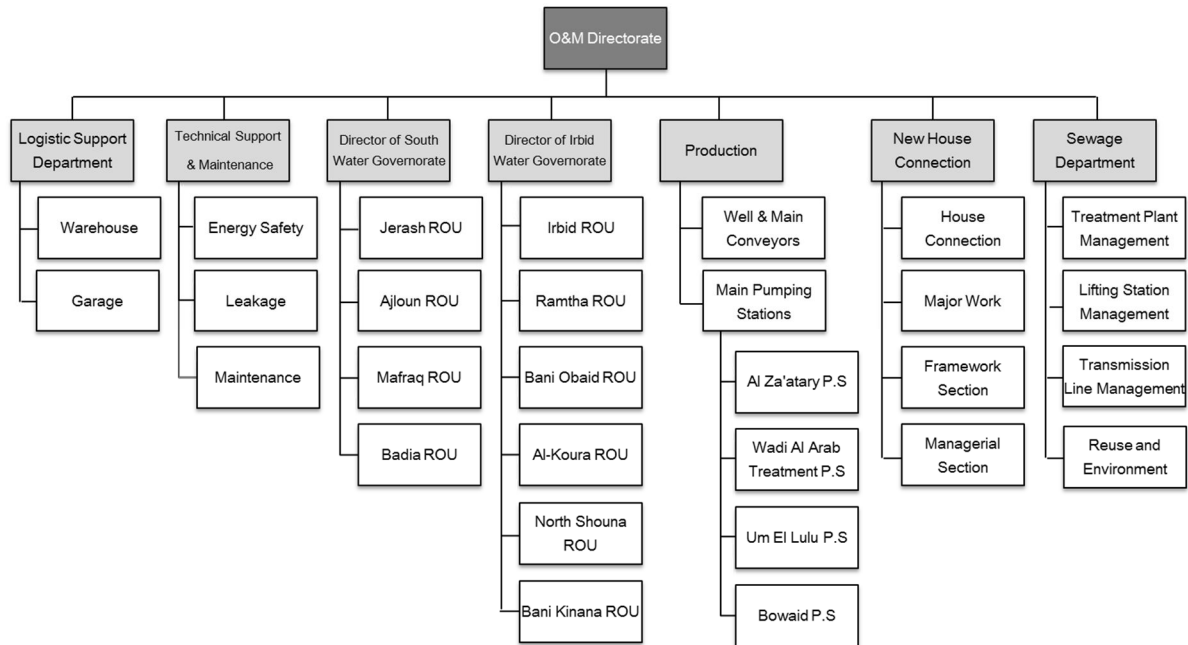 O&M Directorate
Logistic Support
Department
Warehouse
Garage
Technical Support
& Maintenance
Energy Safety
Leakage
Maintenance
Director of South
Water Governorate
Jerash ROU
Ajloun ROU
Mafraq ROU
Badia ROU
Director of Irbid
Water Governorate
Irbid ROU
Ramtha ROU
Bani Obaid ROU
Al-Koura ROU
North Shouna
ROU
Bani Kinana ROU
Production
Well & Main
Conveyors
Main Pumping
Stations
Al Za'atary P.S
Wadi Al Arab
Treatment P.S
Um El Lulu P.S
Bowaid P.S
New House
Connection
House
Connection
Major Work
Framework
Section
Managerial
Section
Sewage
Department
Treatment Plant
Management
Lifting Station
Management
Transmission
Line Management
Reuse and
Environment